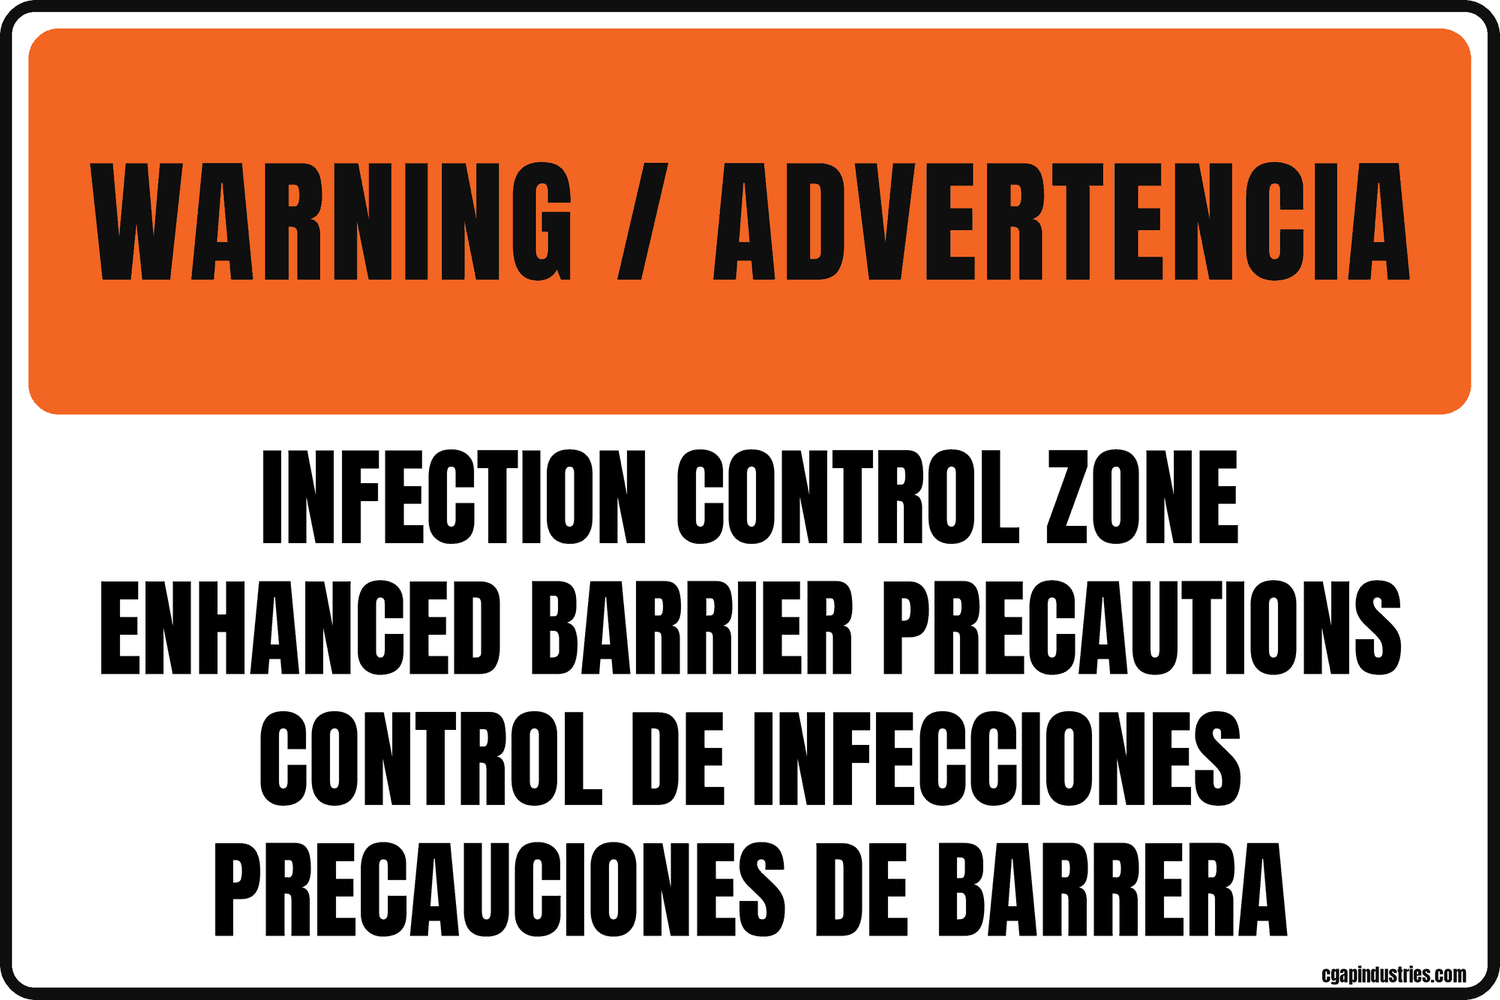 WARNING / ADVERTENCIA
INFECTION CONTROL ZONE
ENHANCED BARRIER PRECAUTIONS
CONTROL DE INFECCIONES
PRECAUCIONES DE BARRERA
cgapindustries.com